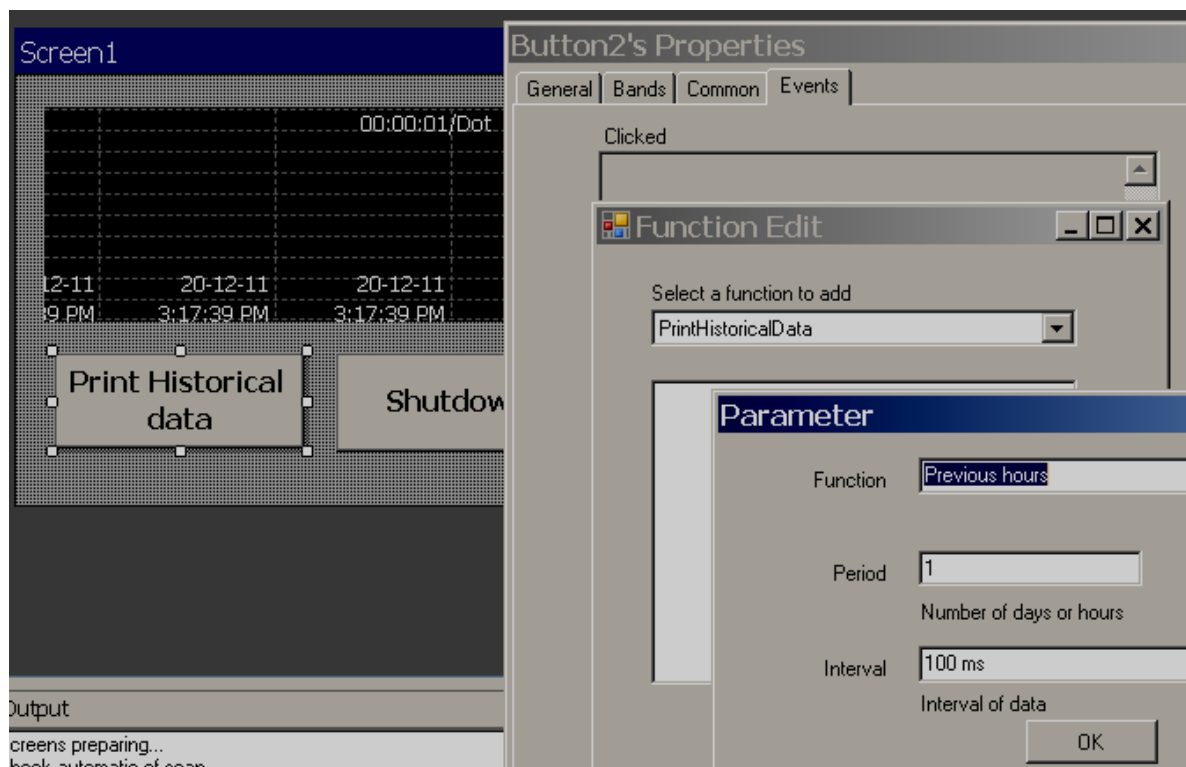 Screen1
00:00:01/Dot
12-11
20-12-11
20-12-11
39 PM
3:17:39 PM
3:17:39 PM
Print Historical
data
Shutdow
Output
creens preparing...
Button2's Properties
General
Bands
Common
Events
Clicked
Function Edit
Select a function to add
PrintHistoricalData
Parameter
Function
Previous hours
Period
1
Number of days or hours
Interval
100 ms
Interval of data
OK